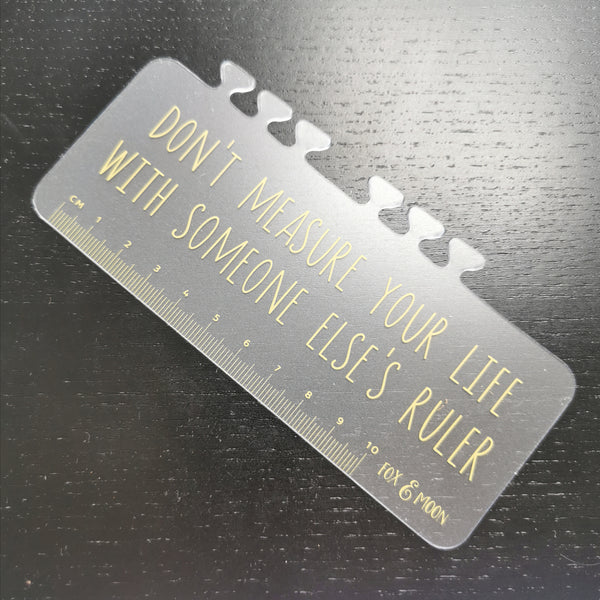 DON'T MEASURE YOUR LIFE
WITH SOMEONE ELSE'S RULER
CM 1 2 3 4 5 6 7 8 9 10
FOX & MOON